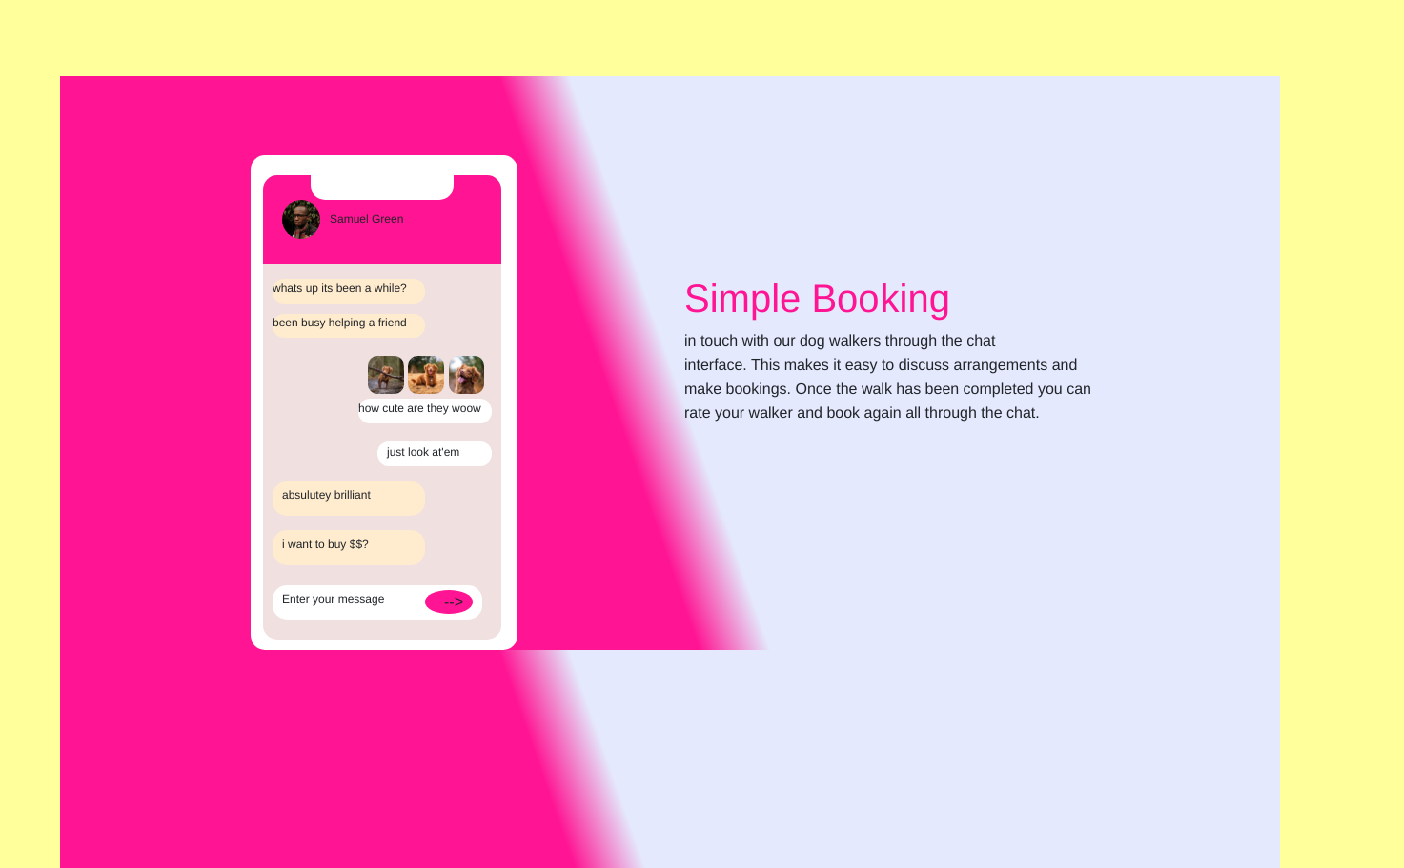 Samuel Green
whats up its been a while?
been busy helping a friend
how cute are they woow
just look at'em
absulutey brilliant
i want to buy $$?
Enter your message
-->
Simple Booking
in touch with our dog walkers through the chat
interface. This makes it easy to discuss arrangements and
make bookings. Once the walk has been completed you can
rate your walker and book again all through the chat.